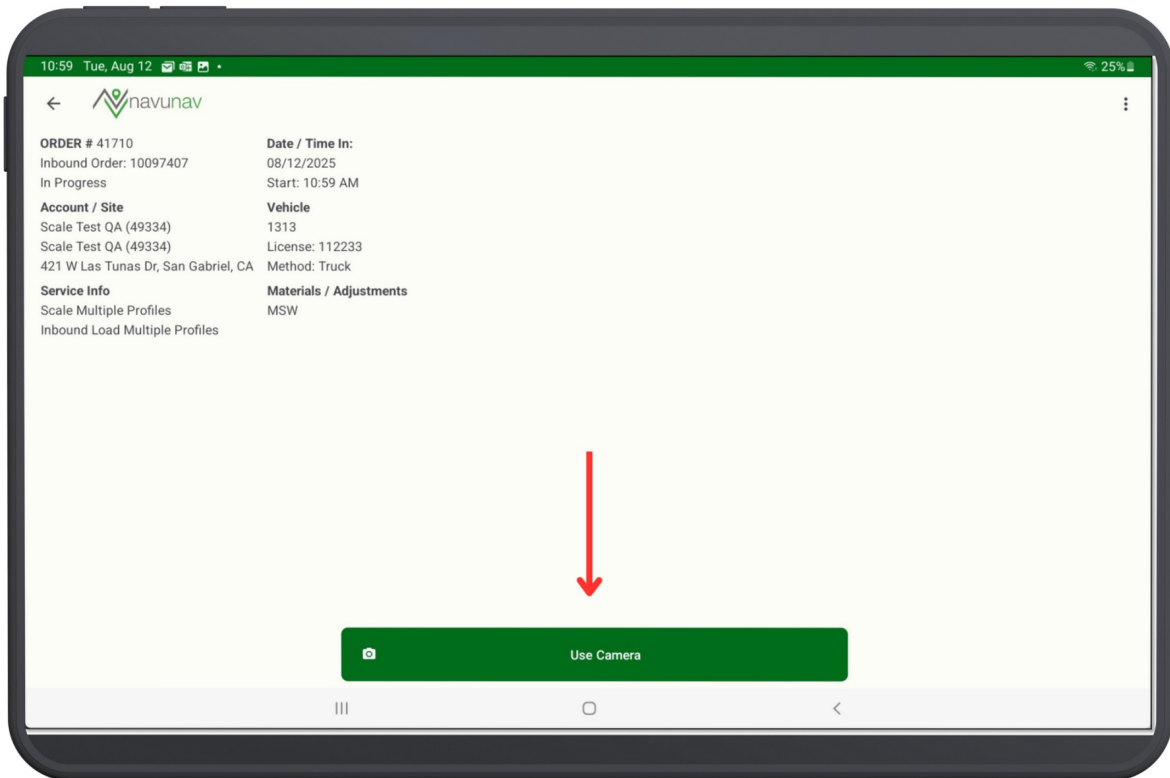 10:59 Tue, Aug 12
25%
navunav
ORDER # 41710
Inbound Order: 10097407
In Progress
Date / Time In:
08/12/2025
Start: 10:59 AM
Account / Site
Scale Test QA (49334)
Scale Test QA (49334)
421 W Las Tunas Dr, San Gabriel, CA
Vehicle
1313
License: 112233
Method: Truck
Service Info
Scale Multiple Profiles
Inbound Load Multiple Profiles
Materials / Adjustments
MSW
Use Camera